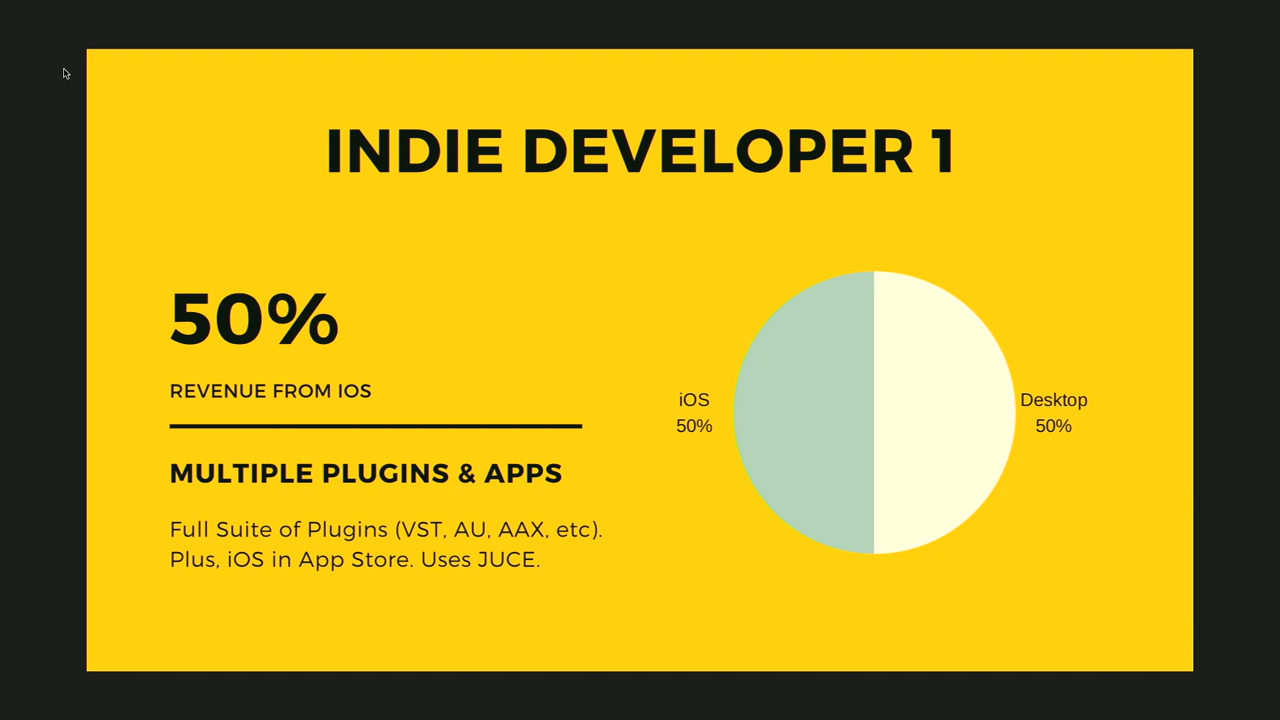 INDIE DEVELOPER 1
50%
REVENUE FROM IOS
MULTIPLE PLUGINS & APPS
Full Suite of Plugins (VST, AU, AAX, etc).
Plus, iOS in App Store. Uses JUCE.
iOS
50%
Desktop
50%